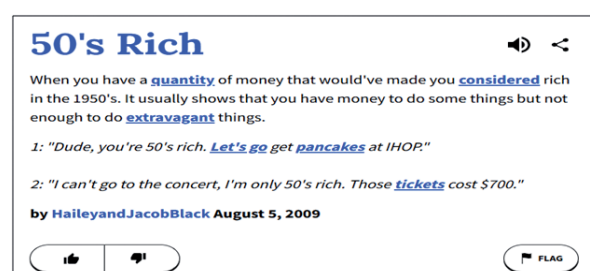 50's Rich
When you have a quantity of money that would've made you considered rich
in the 1950's. It usually shows that you have money to do some things but not
enough to do extravagant things.
1: "Dude, you're 50's rich. Let's go get pancakes at IHOP."
2: "I can't go to the concert, I'm only 50's rich. Those tickets cost $700."
by HaileyandJacobBlack August 5, 2009
FLAG